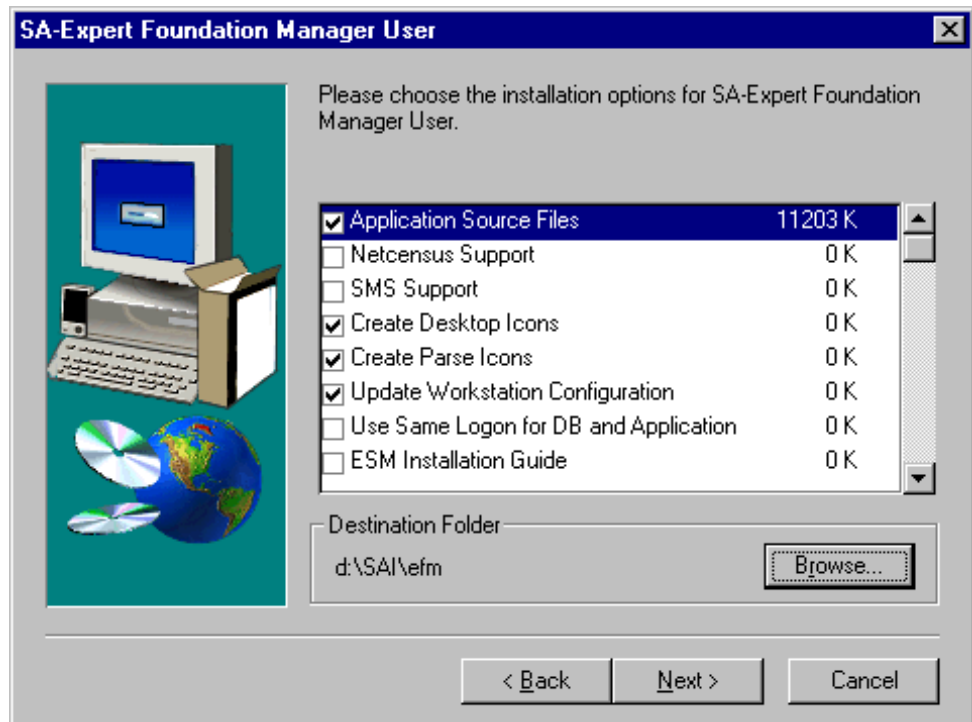 SA-Expert Foundation Manager User
Please choose the installation options for SA-Expert Foundation
Manager User.
Application Source Files 11203 K
Netcensus Support 0 K
SMS Support 0 K
Create Desktop Icons 0 K
Create Parse Icons 0 K
Update Workstation Configuration 0 K
Use Same Logon for DB and Application 0 K
ESM Installation Guide 0 K
Destination Folder
d:\SAI\efm
Browse...
< Back Next > Cancel